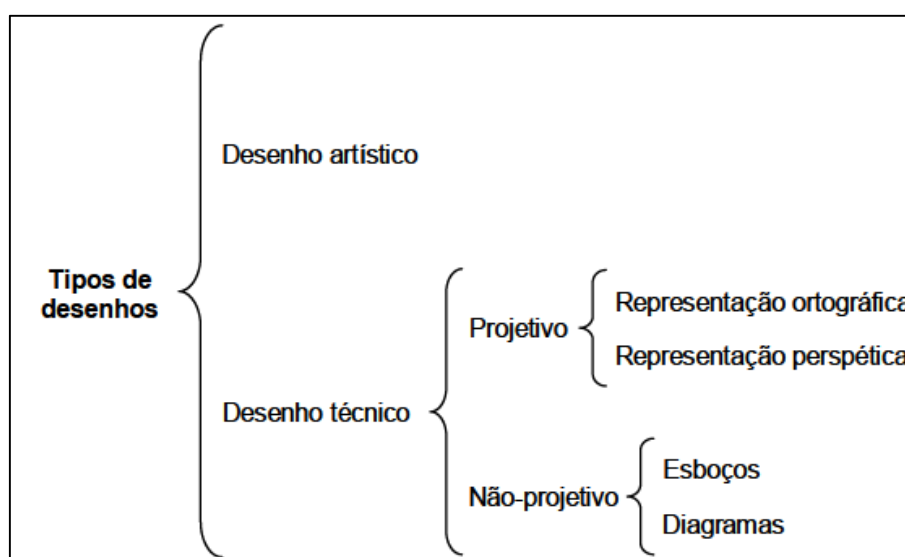 Desenho artístico
Tipos de
desenhos
Projetivo
Representação ortográfica
Representação perspética
Desenho técnico
Não-projetivo
Esboços
Diagramas